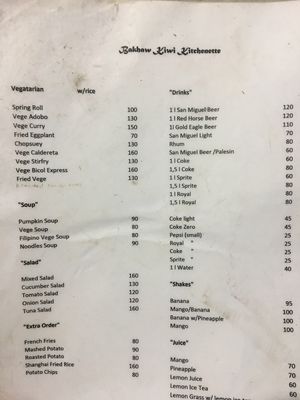 Bakhaw Kiwi Kitchenette
Vegatarian w/rice
Spring Roll 100
Vege Adobo 130
Vege Curry 150
Fried Eggplant 70
Chopsuey 130
Vege Caldereta 160
Vege Stirfry 130
Vege Bicol Express 160
Fried Vege 130
"Soup"
Pumpkin Soup 90
Vege Soup 80
Filipino Vege Soup 80
Noodles Soup 90
"Salad"
Mixed Salad 160
Cucumber Salad 130
Tomato Salad 120
Onion Salad 120
Tuna Salad 160
"Extra Order"
French Fries 80
Mashed Potato 90
Roasted Potato 80
Shanghai Fried Rice 160
Potato Chips 80
"Drinks"
1 l San Miguel Beer 120
1 l Red Horse Beer 120
1l Gold Eagle Beer 110
San Miguel Light 70
Rhum 80
San Miguel Beer /Palesin 60
1 l Coke 60
1,5 l Coke 80
1 l Sprite 60
1,5 l Sprite 80
1 l Royal 60
1,5 l Royal 80
Coke light 45
Coke Zero 45
Pepsi (small) 25
Royal " 25
Coke " 25
Sprite " 25
1 l Water 40
"Shakes"
Banana 95
Mango/Banana 100
Banana w/Pineapple 100
Mango 100
"Juice"
Mango 70
Pineapple 70
Lemon Juice 70
Lemon Ice Tea 60
Lemon Grass w/ lemon